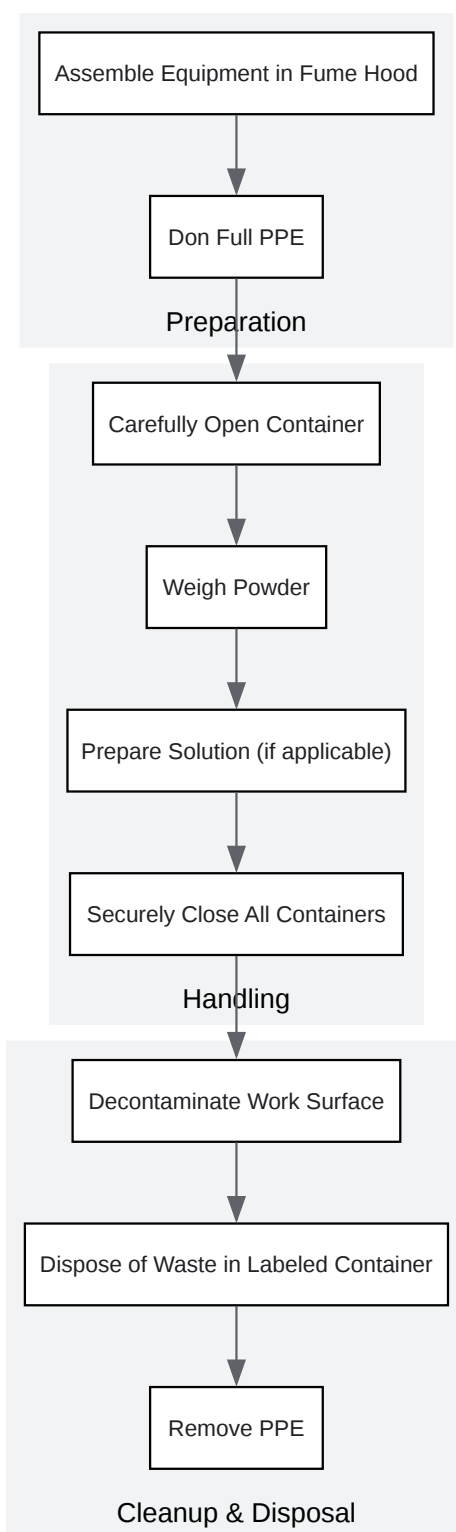 Assemble Equipment in Fume Hood
Don Full PPE
Preparation
Carefully Open Container
Weigh Powder
Prepare Solution (if applicable)
Securely Close All Containers
Handling
Decontaminate Work Surface
Dispose of Waste in Labeled Container
Remove PPE
Cleanup & Disposal